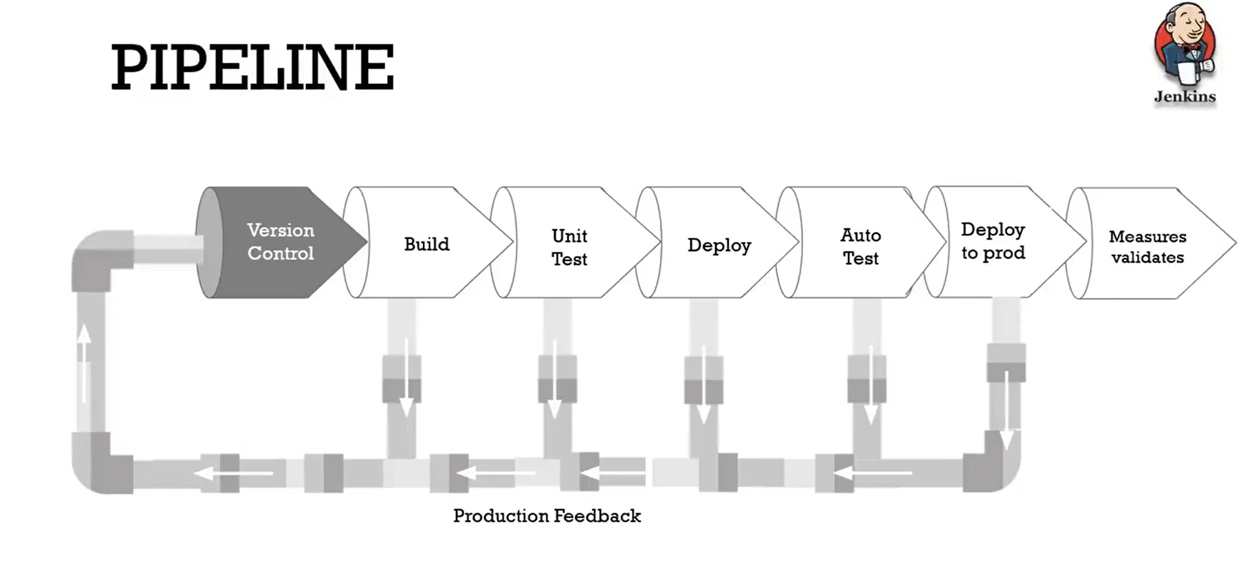 PIPELINE
Jenkins
Version
Control
Build
Unit
Test
Deploy
Auto
Test
Deploy
to prod
Measures
validates
Production Feedback